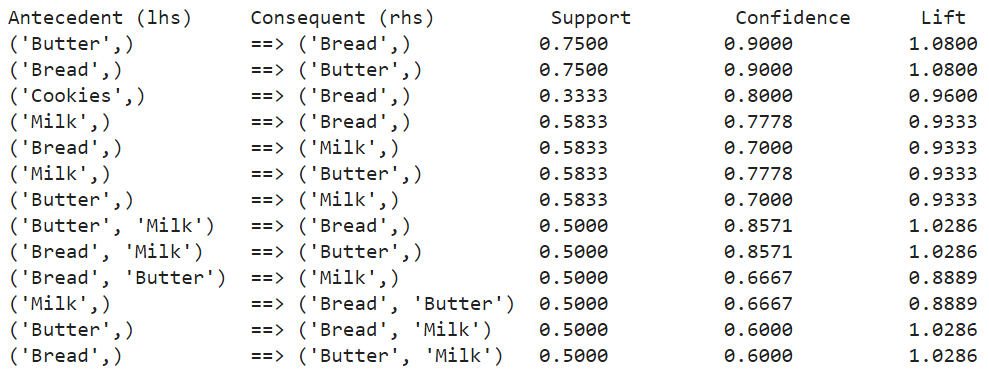 Antecedent (lhs) Consequent (rhs) Support Confidence Lift
('Butter',) ==> ('Bread',) 0.7500 0.9000 1.0800
('Bread',) ==> ('Butter',) 0.7500 0.9000 1.0800
('Cookies',) ==> ('Bread',) 0.3333 0.8000 0.9600
('Milk',) ==> ('Bread',) 0.5833 0.7778 0.9333
('Bread',) ==> ('Milk',) 0.5833 0.7000 0.9333
('Milk',) ==> ('Butter',) 0.5833 0.7778 0.9333
('Butter',) ==> ('Milk',) 0.5833 0.7000 0.9333
('Butter', 'Milk') ==> ('Bread',) 0.5000 0.8571 1.0286
('Bread', 'Milk') ==> ('Butter',) 0.5000 0.8571 1.0286
('Bread', 'Butter') ==> ('Milk',) 0.5000 0.6667 0.8889
('Milk',) ==> ('Bread', 'Butter') 0.5000 0.6667 0.8889
('Butter',) ==> ('Bread', 'Milk') 0.5000 0.6000 1.0286
('Bread',) ==> ('Butter', 'Milk') 0.5000 0.6000 1.0286